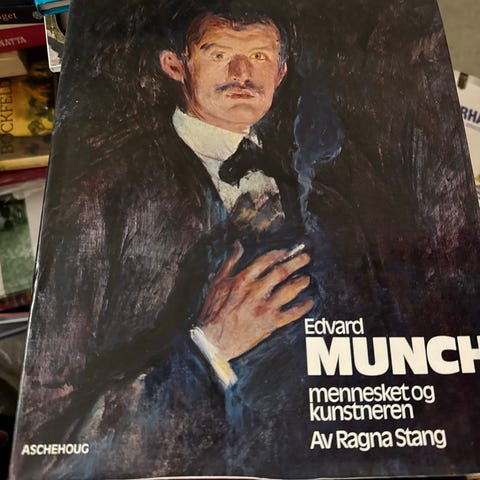 Edvard
MUNCH
mennesket og
kunstneren
Av Ragna Stang
ASCHEHOUG